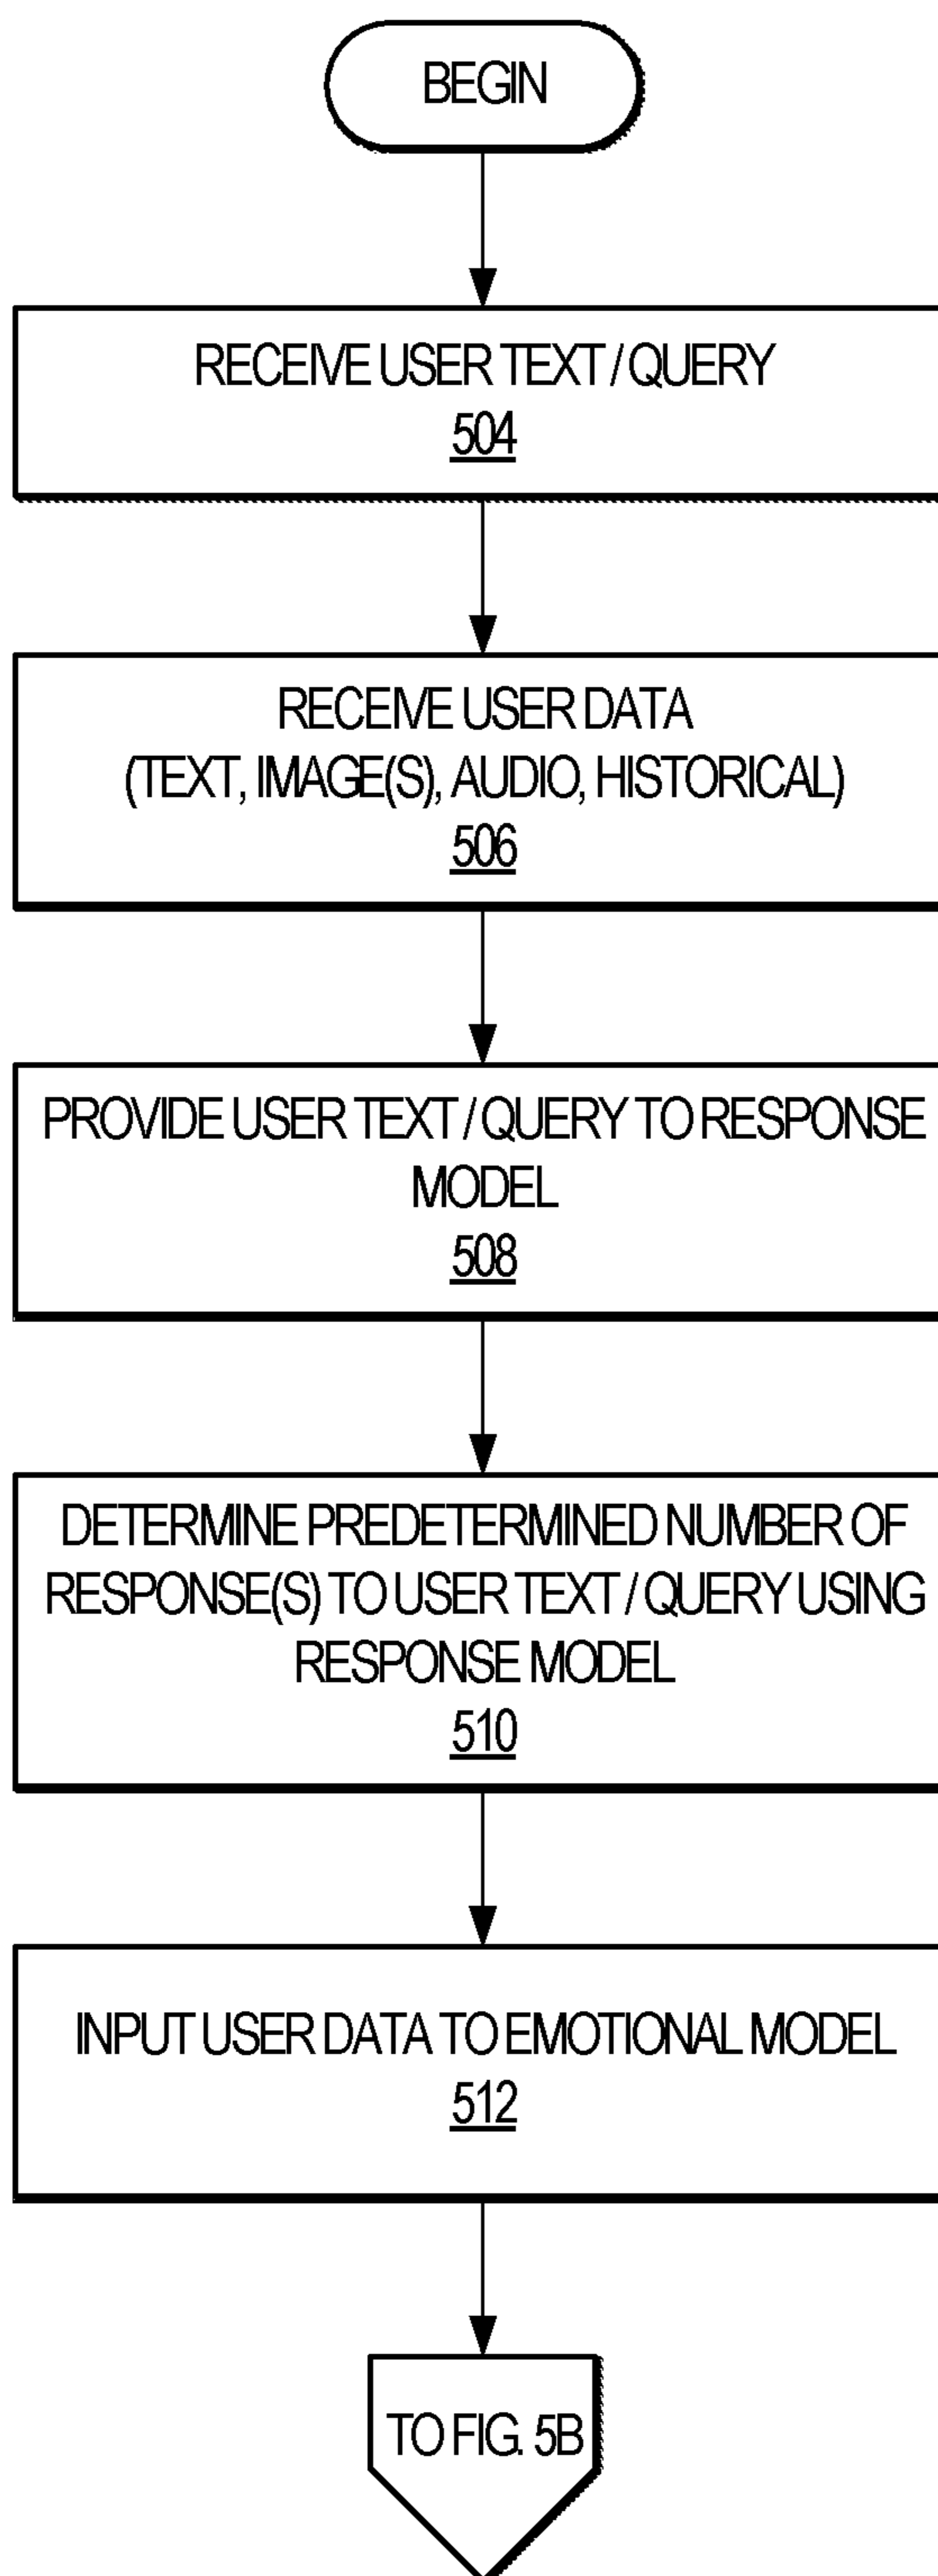 BEGIN
RECEIVE USER TEXT / QUERY
504
RECEIVE USER DATA
(TEXT, IMAGE(S), AUDIO, HISTORICAL)
506
PROVIDE USER TEXT / QUERY TO RESPONSE
MODEL
508
DETERMINE PREDETERMINED NUMBER OF
RESPONSE(S) TO USER TEXT / QUERY USING
RESPONSE MODEL
510
INPUT USER DATA TO EMOTIONAL MODEL
512
TO FIG. 5B